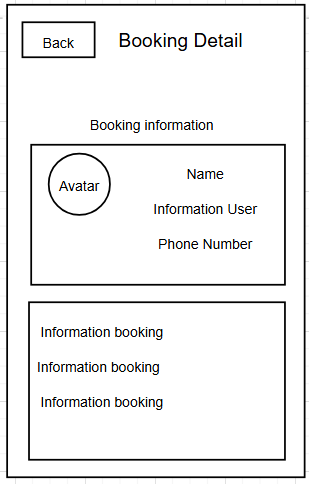 Back
Booking Detail
Booking information
Avatar
Name
Information User
Phone Number
Information booking
Information booking
Information booking